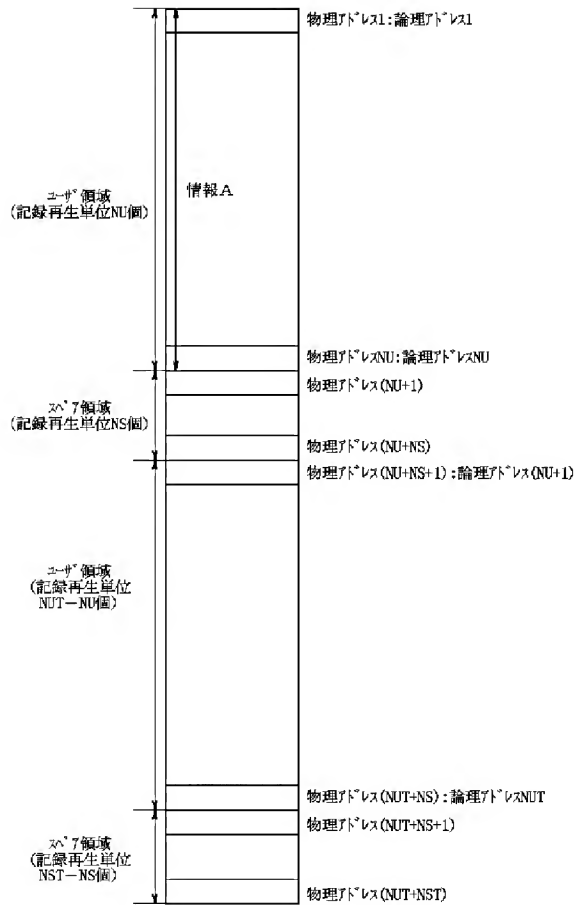 物理アドレス1:論理アドレス1
ユーザ領域
(記録再生単位NU個)
情報A
物理アドレスNU:論理アドレスNU
物理アドレス(NU+1)
スペア領域
(記録再生単位NS個)
物理アドレス(NU+NS)
物理アドレス(NU+NS+1):論理アドレス(NU+1)
ユーザ領域
(記録再生単位
NUT-NU個)
物理アドレス(NUT+NS):論理アドレスNUT
物理アドレス(NUT+NS+1)
スペア領域
(記録再生単位
NST-NS個)
物理アドレス(NUT+NST)